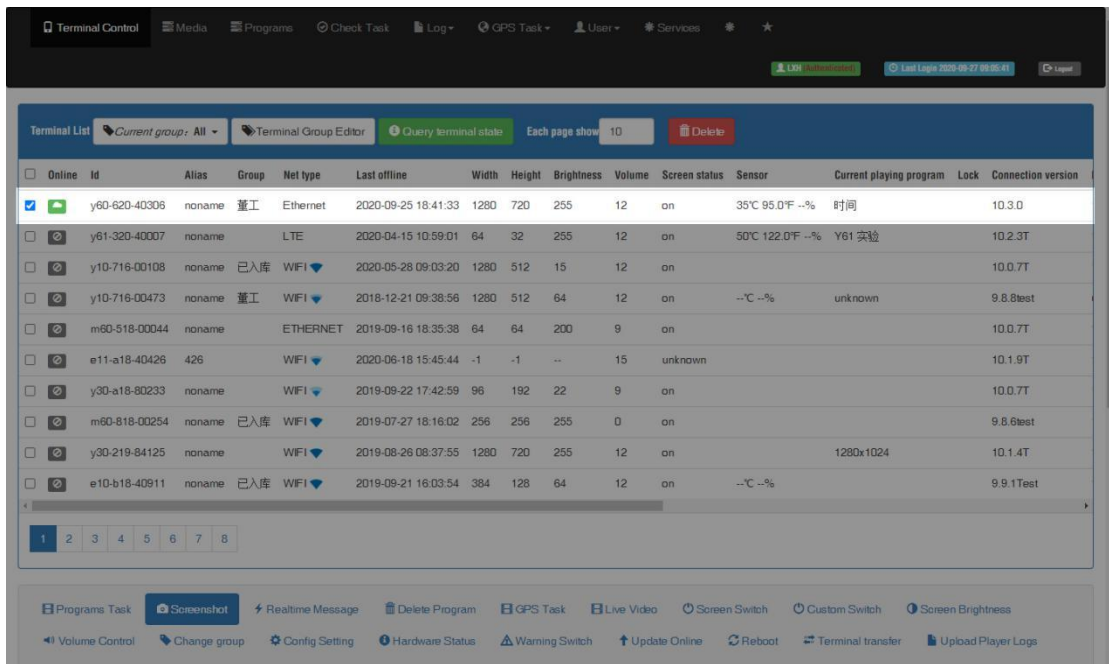 Terminal Control Media Programs Check Task Log GPS Task User Services
LXH (Authenticated) Last Login 2020-09-27 09:05:41 Logout
Terminal List Current group：All Terminal Group Editor Query terminal state Each page show 10 Delete
Online Id Alias Group Net type Last offline Width Height Brightness Volume Screen status Sensor Current playing program Lock Connection version
y60-620-40306 noname 董工 Ethernet 2020-09-25 18:41:33 1280 720 255 12 on 35℃ 95.0℉ --% 时间 10.3.0
y61-320-40007 noname LTE 2020-04-15 10:59:01 64 32 255 12 on 50℃ 122.0℉ --% Y61 实验 10.2.3T
y10-716-00108 noname 已入库 WIFI 2020-05-28 09:03:20 1280 512 15 12 on 10.0.7T
y10-716-00473 noname 董工 WIFI 2018-12-21 09:38:56 1280 512 64 12 on --℃ --% unknown 9.8.8test
m60-518-00044 noname ETHERNET 2019-09-16 18:35:38 64 64 200 9 on 10.0.7T
e11-a18-40426 426 WIFI 2020-06-18 15:45:44 -1 -1 -- 15 unknown 10.1.9T
y30-a18-80233 noname WIFI 2019-09-22 17:42:59 96 192 22 9 on 10.0.7T
m60-818-00254 noname 已入库 WIFI 2019-07-27 18:16:02 256 256 255 0 on 9.8.6test
y30-219-84125 noname WIFI 2019-08-26 08:37:55 1280 720 255 12 on 1280x1024 10.1.4T
e10-b18-40911 noname 已入库 WIFI 2019-09-21 16:03:54 384 128 64 12 on --℃ --% 9.9.1Test
1 2 3 4 5 6 7 8
Programs Task Screenshot Realtime Message Delete Program GPS Task Live Video Screen Switch Custom Switch Screen Brightness
Volume Control Change group Config Setting Hardware Status Warning Switch Update Online Reboot Terminal transfer Upload Player Logs